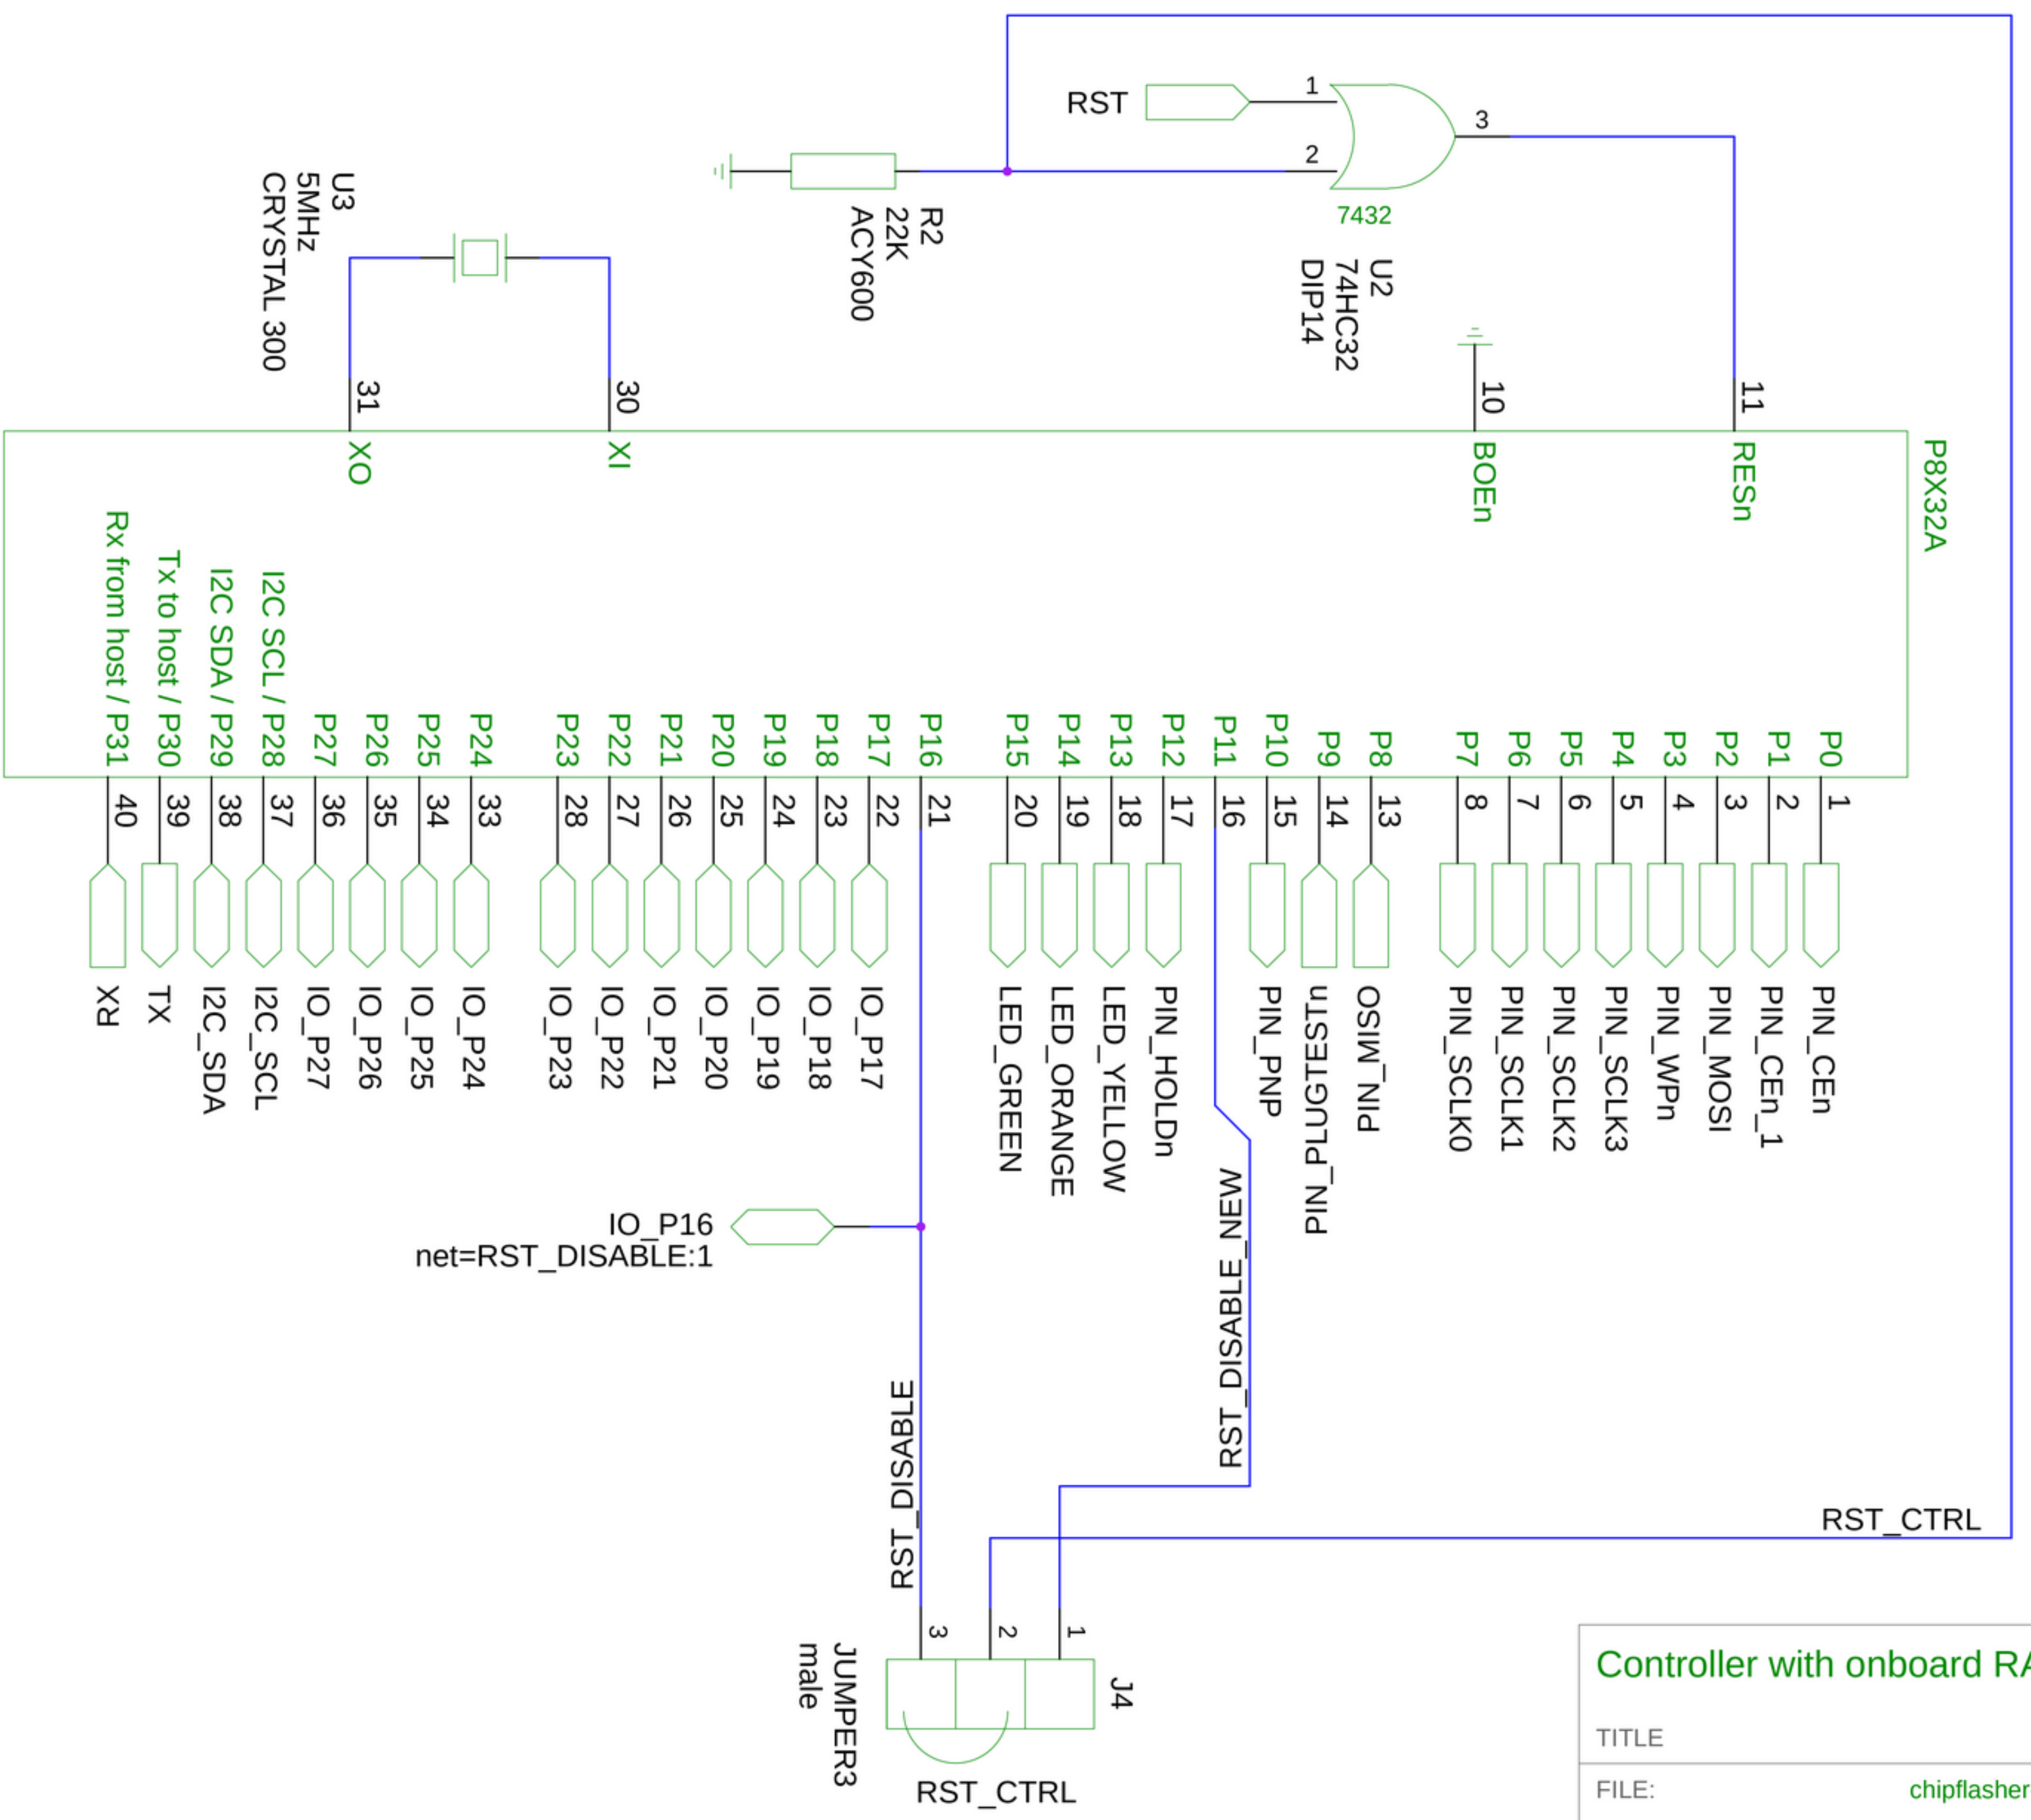 RST
1
2
3
7432
U2
74HC32
DIP14
R2
22K
ACY600
U3
5MHz
CRYSTAL 300
31
30
10
11
XO
XI
BOEn
RESn
P8X32A
Rx from host / P31
Tx to host / P30
I2C SDA / P29
I2C SCL / P28
P27
P26
P25
P24
P23
P22
P21
P20
P19
P18
P17
P16
P15
P14
P13
P12
P11
P10
P9
P8
P7
P6
P5
P4
P3
P2
P1
P0
40
39
38
37
36
35
34
33
28
27
26
25
24
23
22
21
20
19
18
17
16
15
14
13
8
7
6
5
4
3
2
1
RX
TX
I2C_SDA
I2C_SCL
IO_P27
IO_P26
IO_P25
IO_P24
IO_P23
IO_P22
IO_P21
IO_P20
IO_P19
IO_P18
IO_P17
LED_GREEN
LED_ORANGE
LED_YELLOW
PIN_HOLDn
PIN_PNP
PIN_PLUGTESTn
PIN_MISO
PIN_SCLK0
PIN_SCLK1
PIN_SCLK2
PIN_SCLK3
PIN_WPn
PIN_MOSI
PIN_CEn_1
PIN_CEn
IO_P16
net=RST_DISABLE:1
RST_DISABLE_NEW
RST_DISABLE
RST_CTRL
3
2
1
J4
JUMPER3
male
RST_CTRL
Controller with onboard RA
TITLE
FILE:
chipflasher